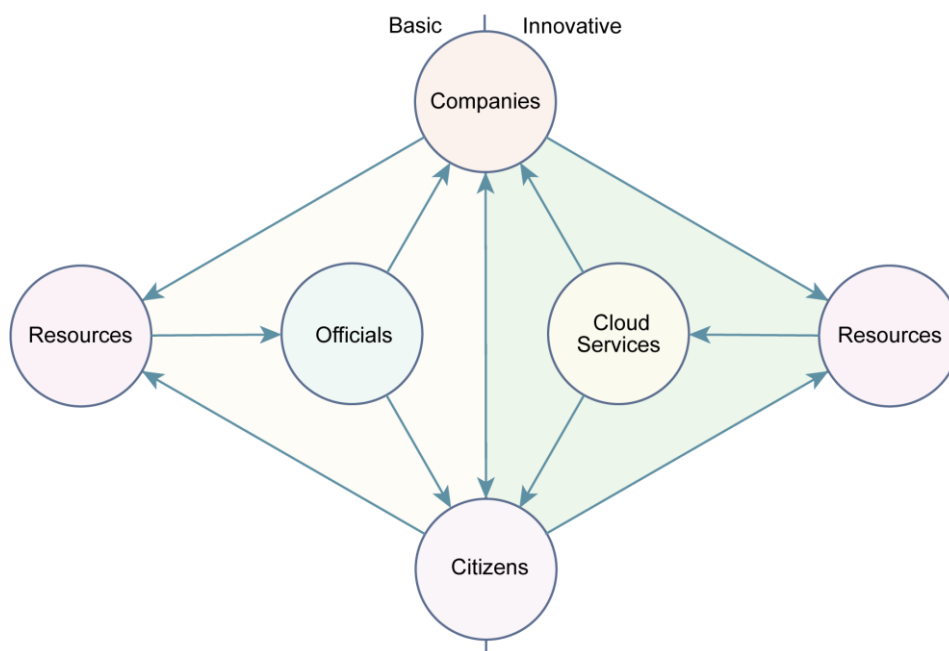 Basic
Innovative
Companies
Resources
Officials
Cloud
Services
Resources
Citizens